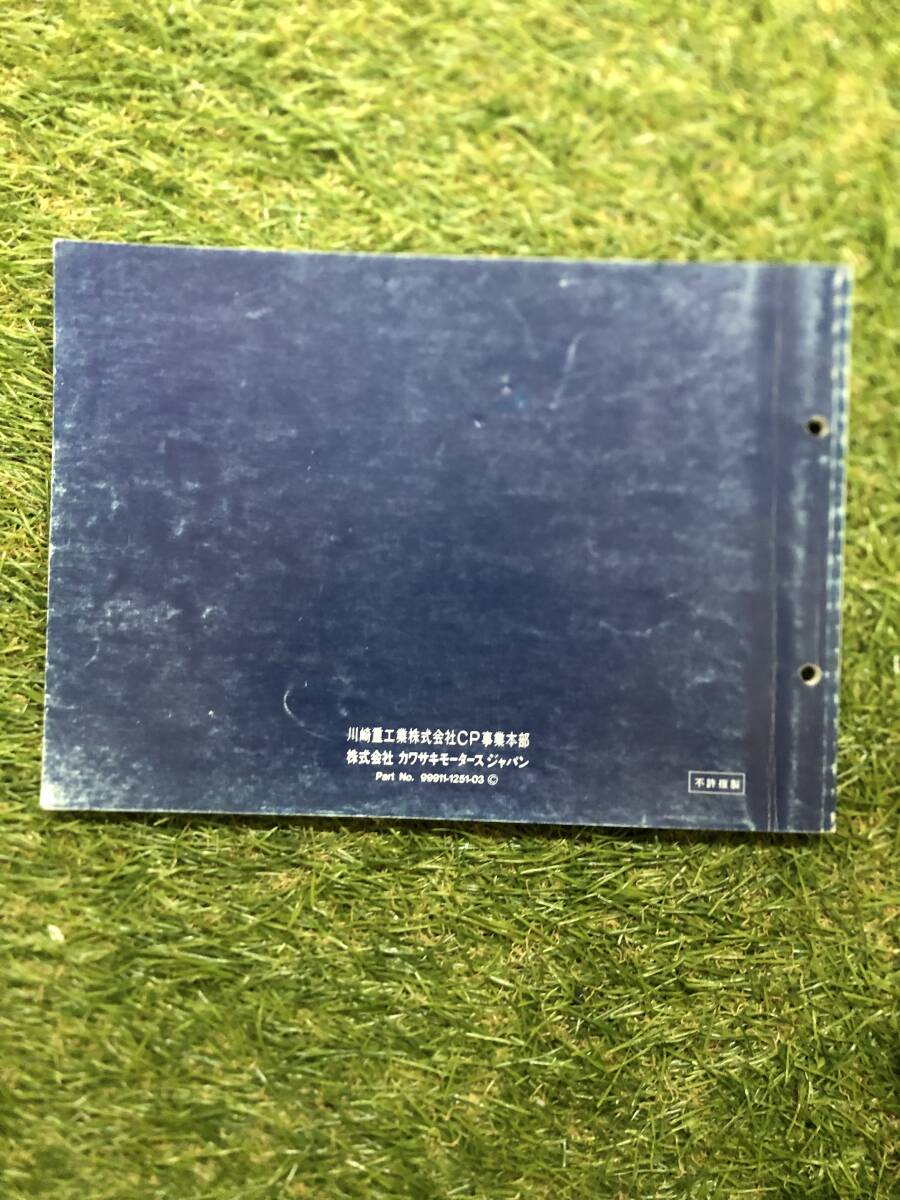 川崎重工業株式会社CP事業本部
株式会社 カワサキモータースジャパン
Part No. 99911-1251-03 ©
不許複製